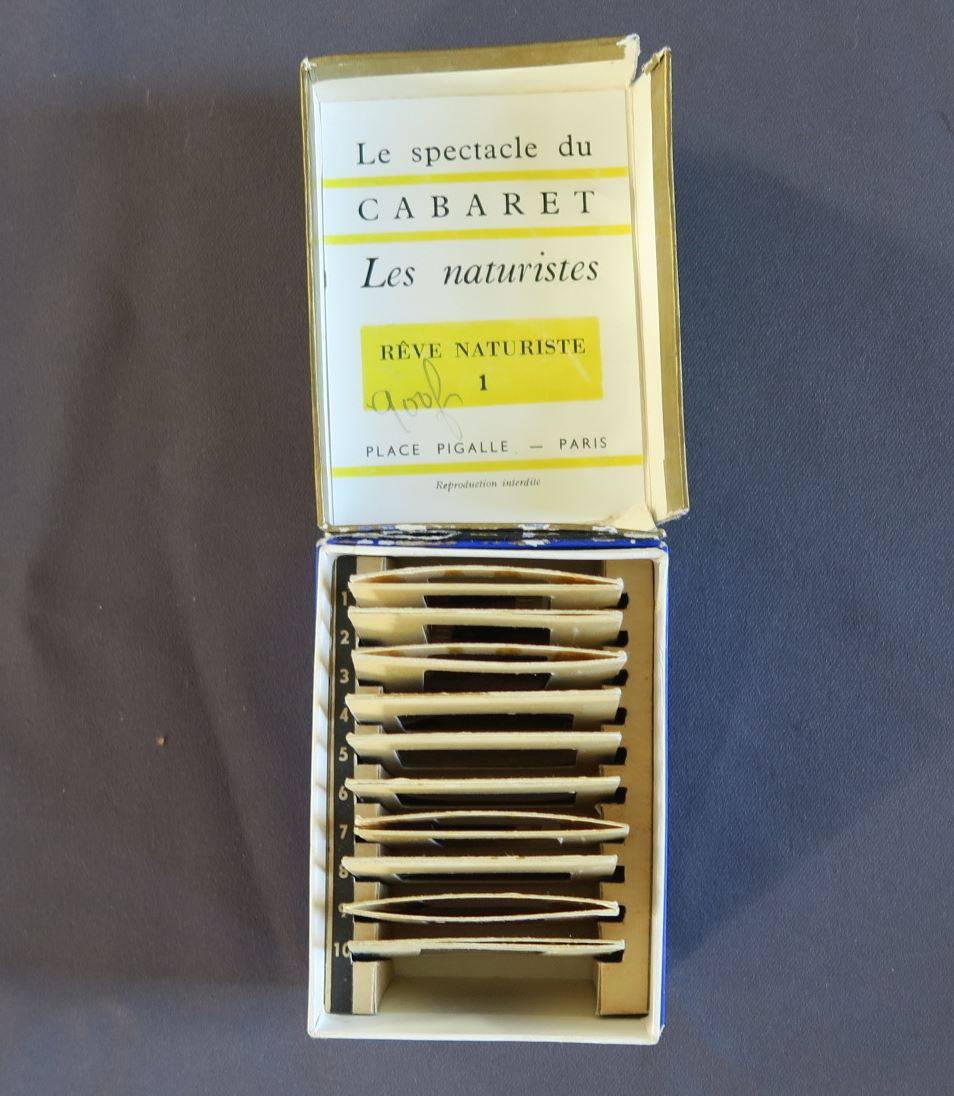 Le spectacle du
CABARET
Les naturistes
RÊVE NATURISTE
1
PLACE PIGALLE — PARIS
Reproduction interdite
1
2
3
4
5
6
7
8
9
10